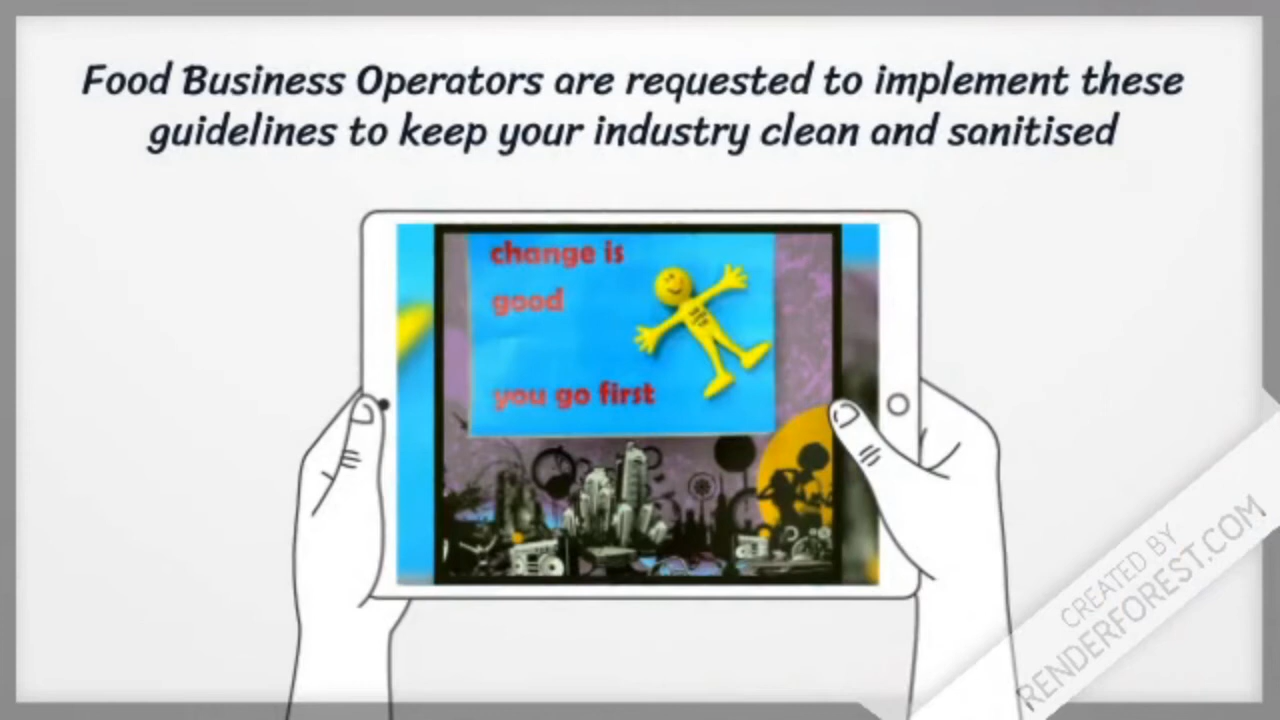 Food Business Operators are requested to implement these
guidelines to keep your industry clean and sanitised
change is
good
you go first
CREATED BY
RENDERFOREST.COM